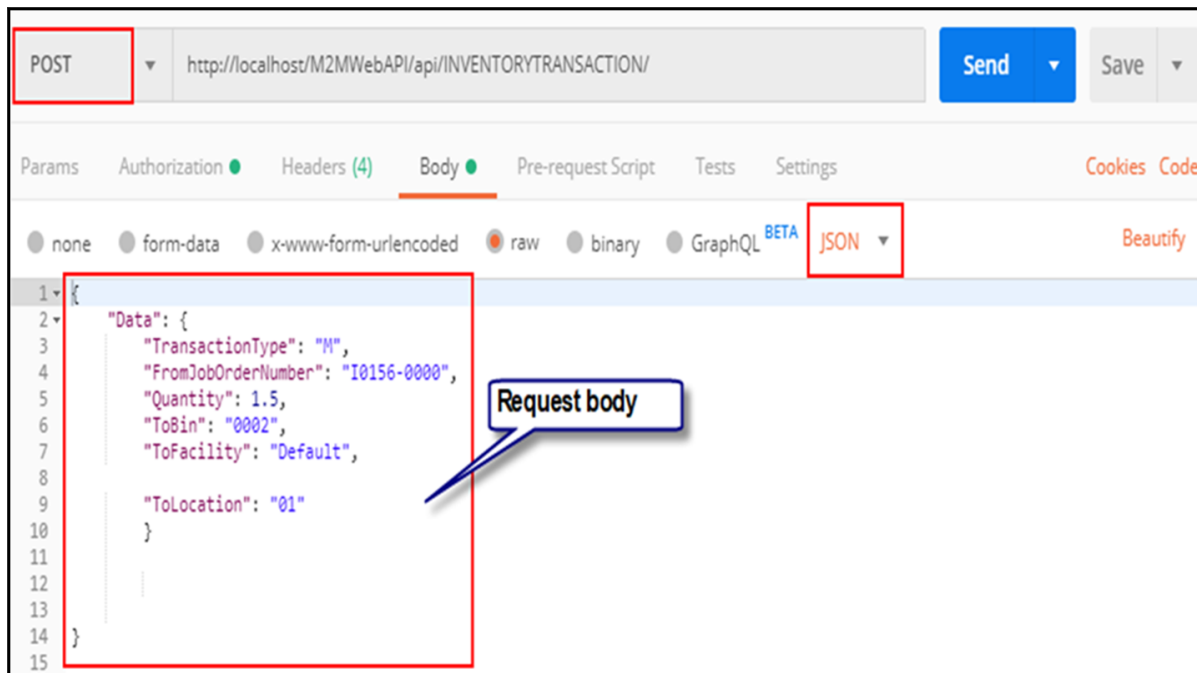 POST http://localhost/M2MWebAPI/api/INVENTORYTRANSACTION/ Send Save
Params Authorization Headers (4) Body Pre-request Script Tests Settings Cookies Code
none form-data x-www-form-urlencoded raw binary GraphQL BETA JSON Beautify
1 {
2 "Data": {
3 "TransactionType": "M",
4 "FromJobOrderNumber": "I0156-0000",
5 "Quantity": 1.5,
6 "ToBin": "0002",
7 "ToFacility": "Default",
8
9 "ToLocation": "01"
10 }
11
12
13
14 }
15
Request body